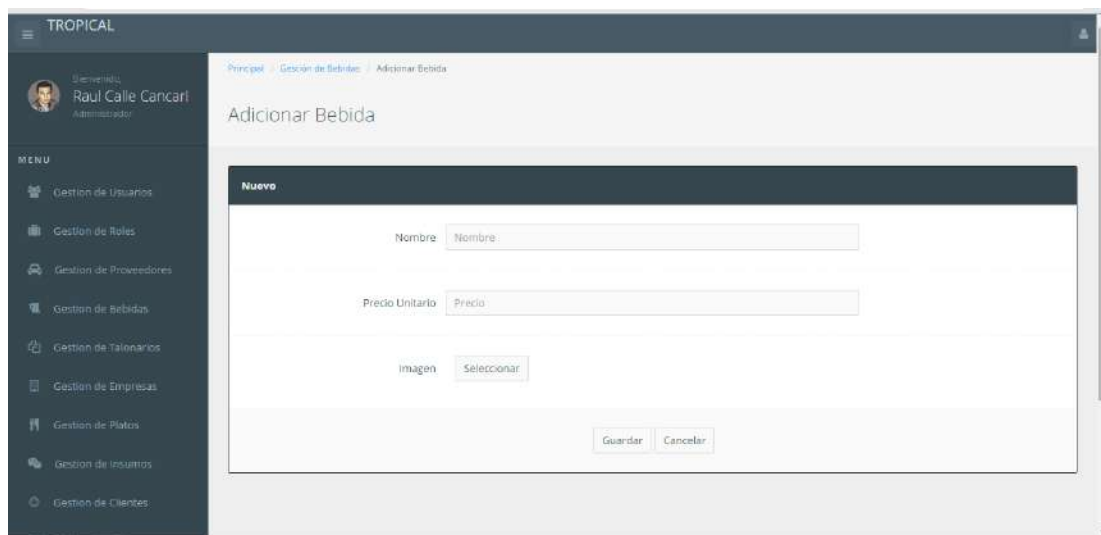 TROPICAL
Bienvenido,
Raul Calle Cancari
Administrador
MENU
Gestion de Usuarios
Gestion de Roles
Gestion de Proveedores
Gestion de Bebidas
Gestion de Talonarios
Gestion de Empresas
Gestion de Platos
Gestion de Insumos
Gestion de Clientes
Principal / Gestión de Bebidas / Adicionar Bebida
Adicionar Bebida
Nuevo
Nombre Nombre
Precio Unitario Precio
Imagen Seleccionar
Guardar Cancelar